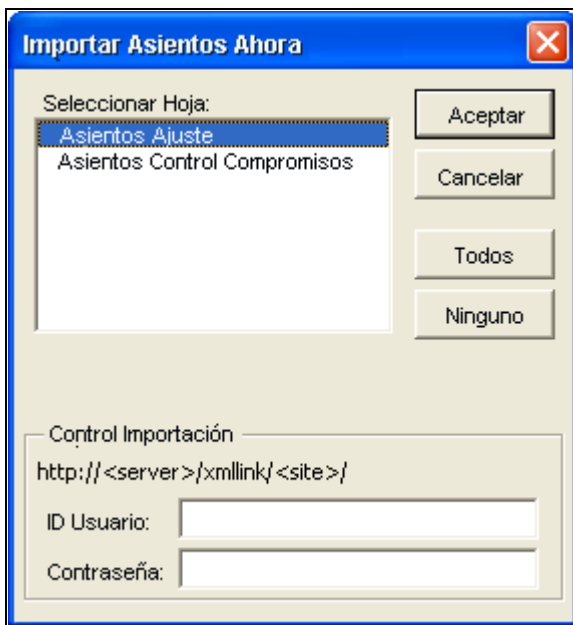 Importar Asientos Ahora
Seleccionar Hoja:
Asientos Ajuste
Asientos Control Compromisos
Aceptar
Cancelar
Todos
Ninguno
Control Importación
http://<server>/xmllink/<site>/
ID Usuario:
Contraseña: